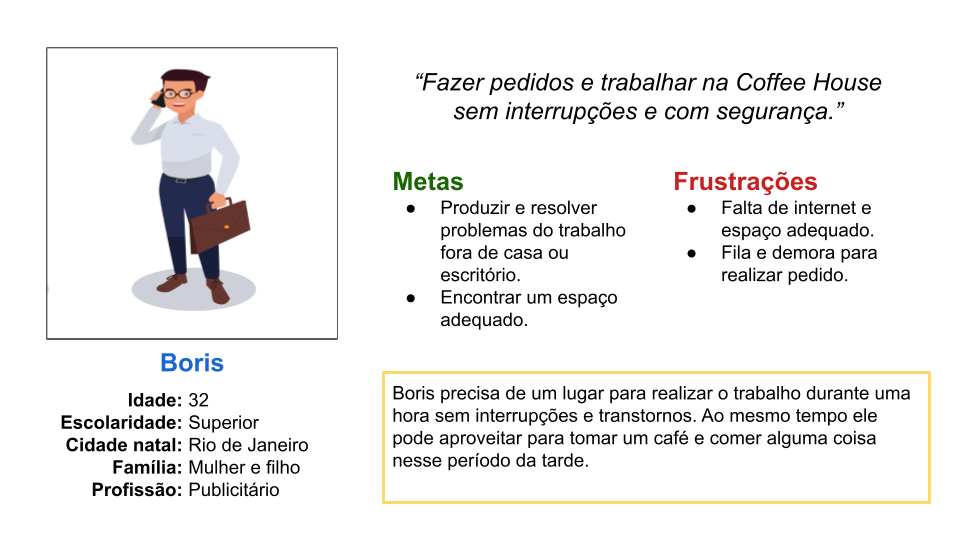 “Fazer pedidos e trabalhar na Coffee House
sem interrupções e com segurança.”
Metas
● Produzir e resolver
problemas do trabalho
fora de casa ou
escritório.
● Encontrar um espaço
adequado.
Frustrações
● Falta de internet e
espaço adequado.
● Fila e demora para
realizar pedido.
Boris
Idade: 32
Escolaridade: Superior
Cidade natal: Rio de Janeiro
Família: Mulher e filho
Profissão: Publicitário
Boris precisa de um lugar para realizar o trabalho durante uma
hora sem interrupções e transtornos. Ao mesmo tempo ele
pode aproveitar para tomar um café e comer alguma coisa
nesse período da tarde.